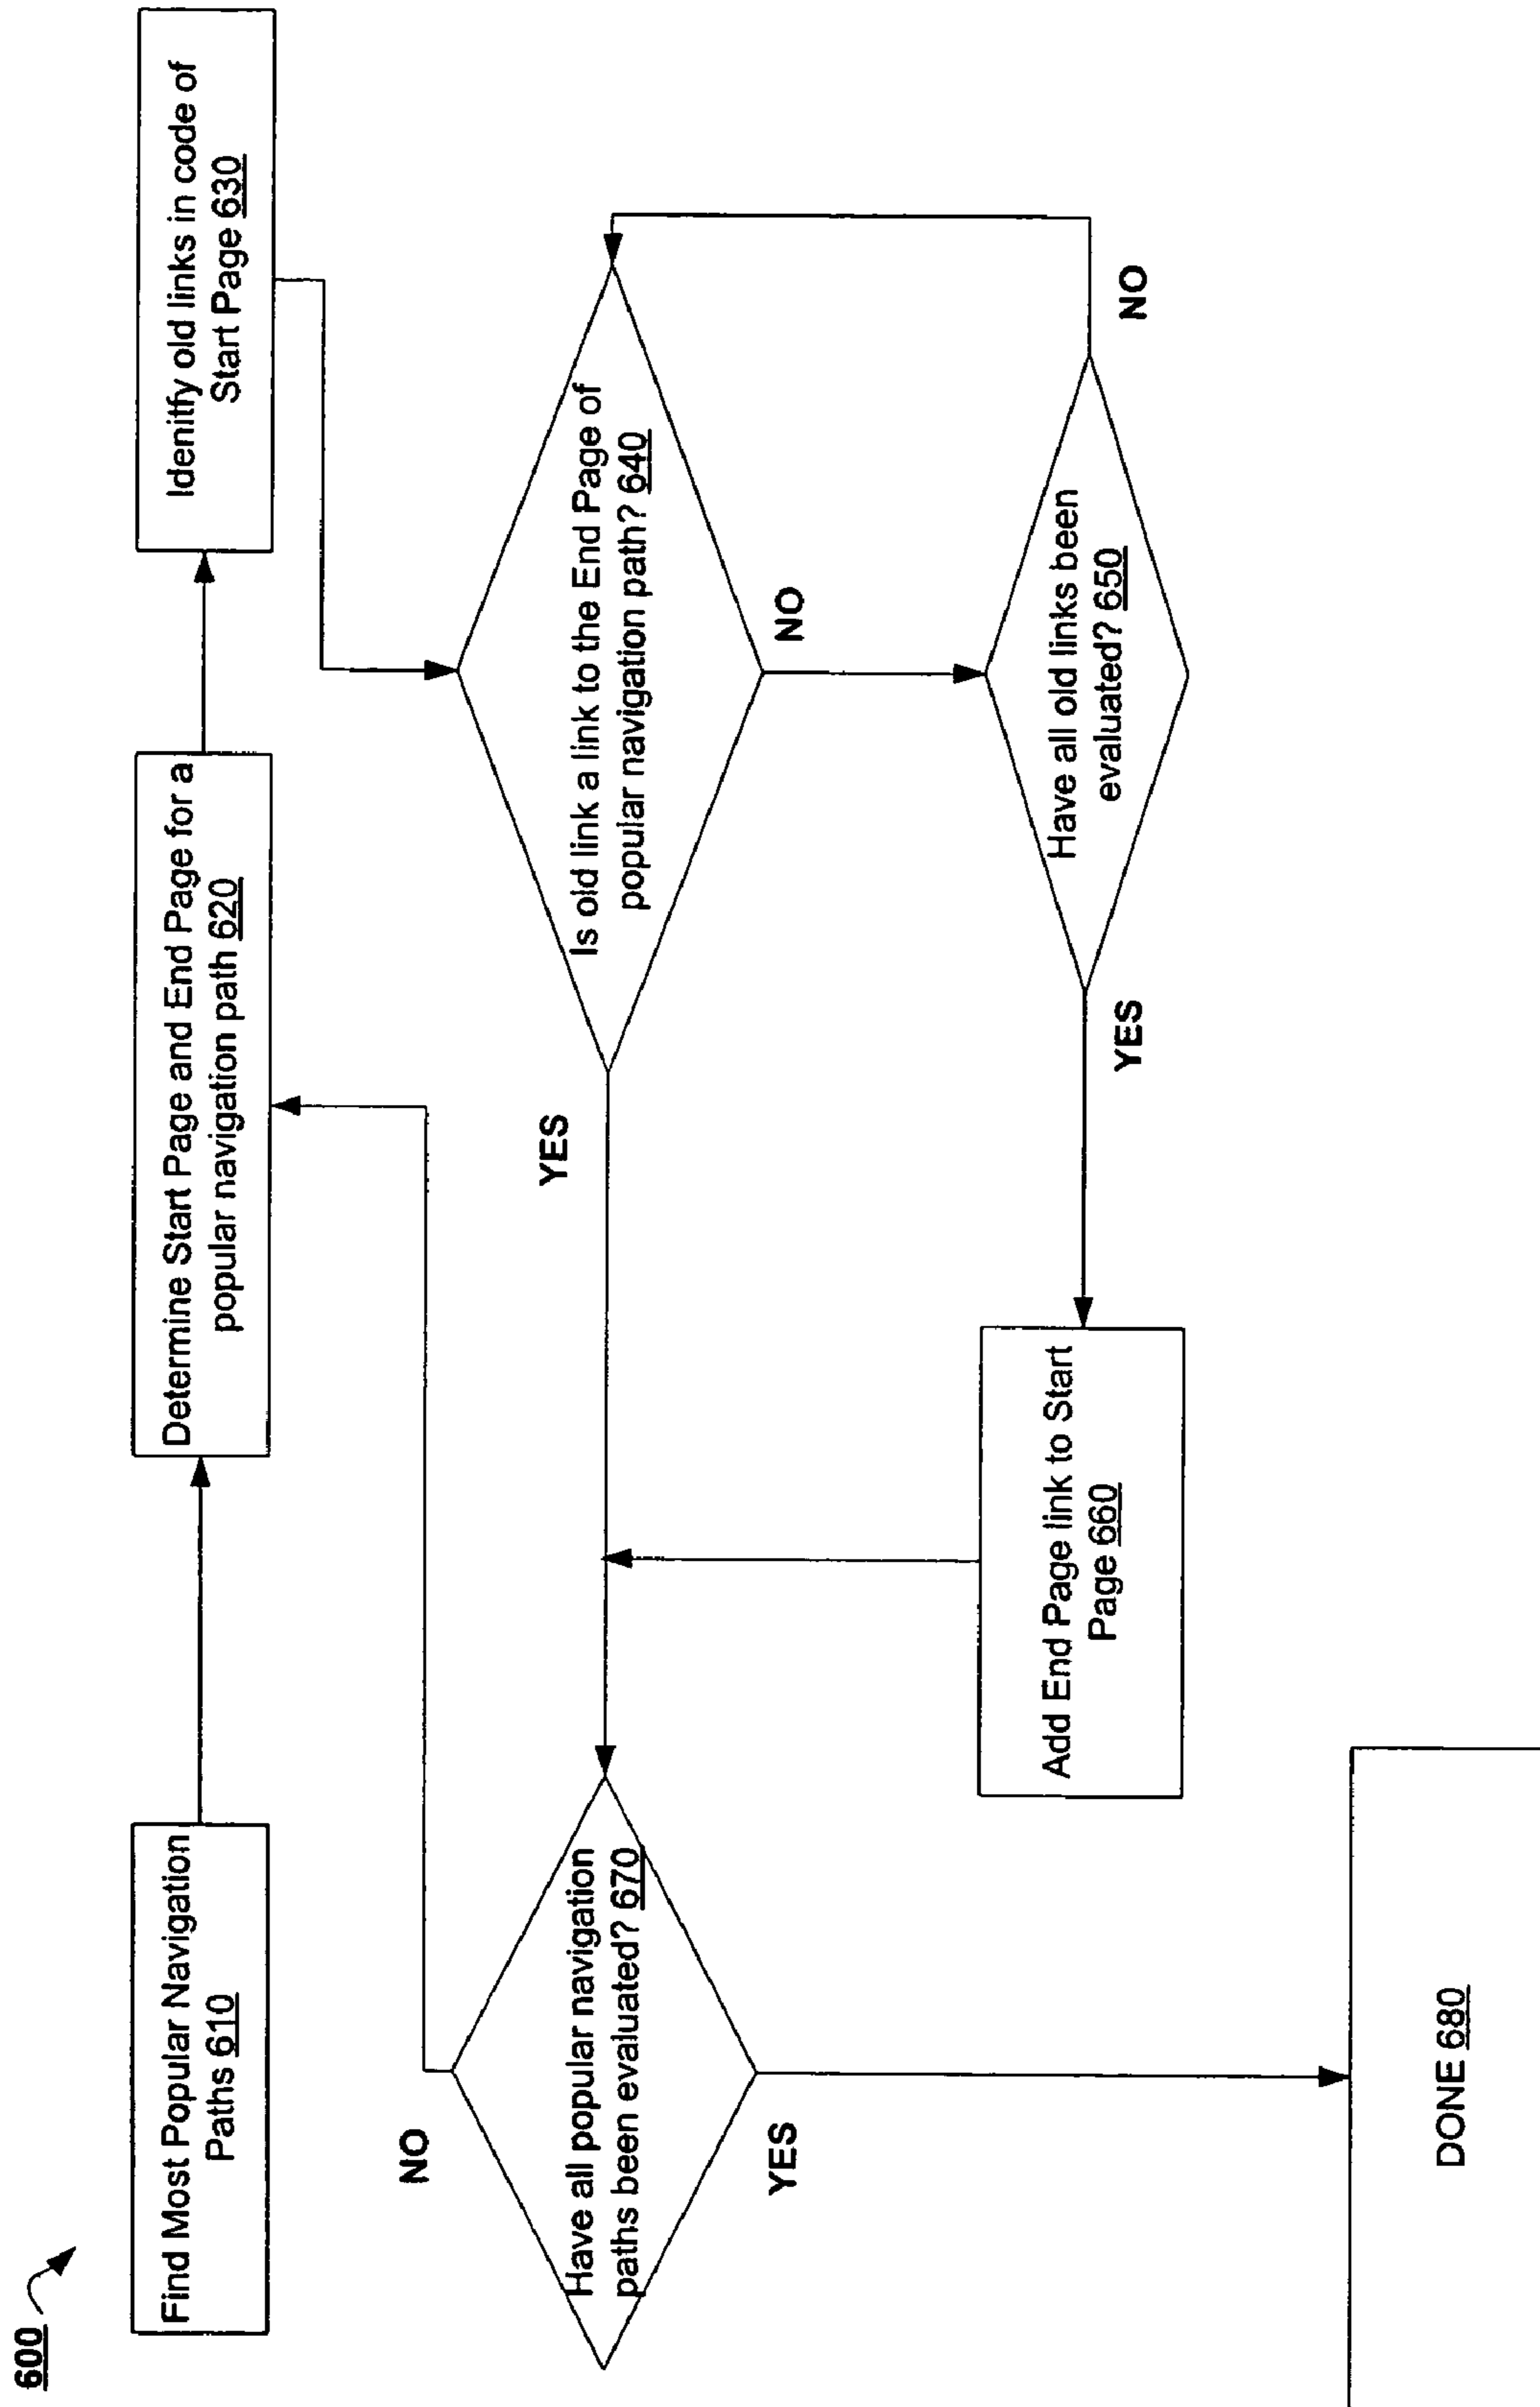 600
Find Most Popular Navigation
Paths 610
Determine Start Page and End Page for a
popular navigation path 620
Idenitfy old links in code of
Start Page 630
NO
Have all popular navigation
paths been evaluated? 670
YES
YES
Is old link a link to the End Page of
popular navigation path? 640
NO
Add End Page link to Start
Page 660
YES
Have all old links been
evaluated? 650
NO
DONE 680